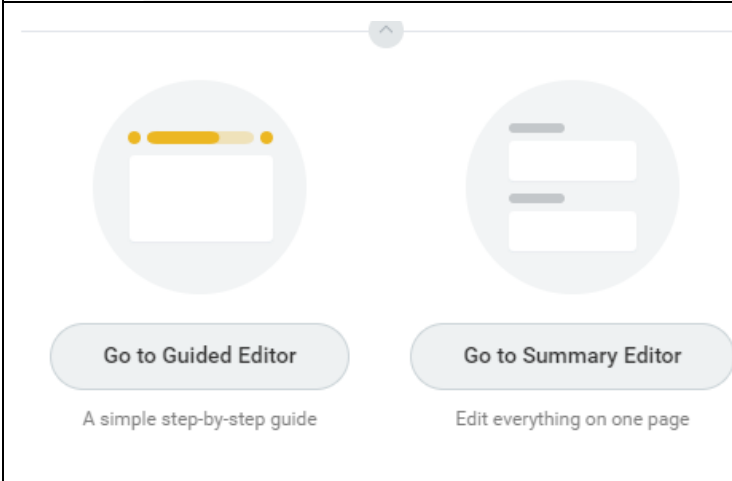 Go to Guided Editor
Go to Summary Editor
A simple step-by-step guide
Edit everything on one page